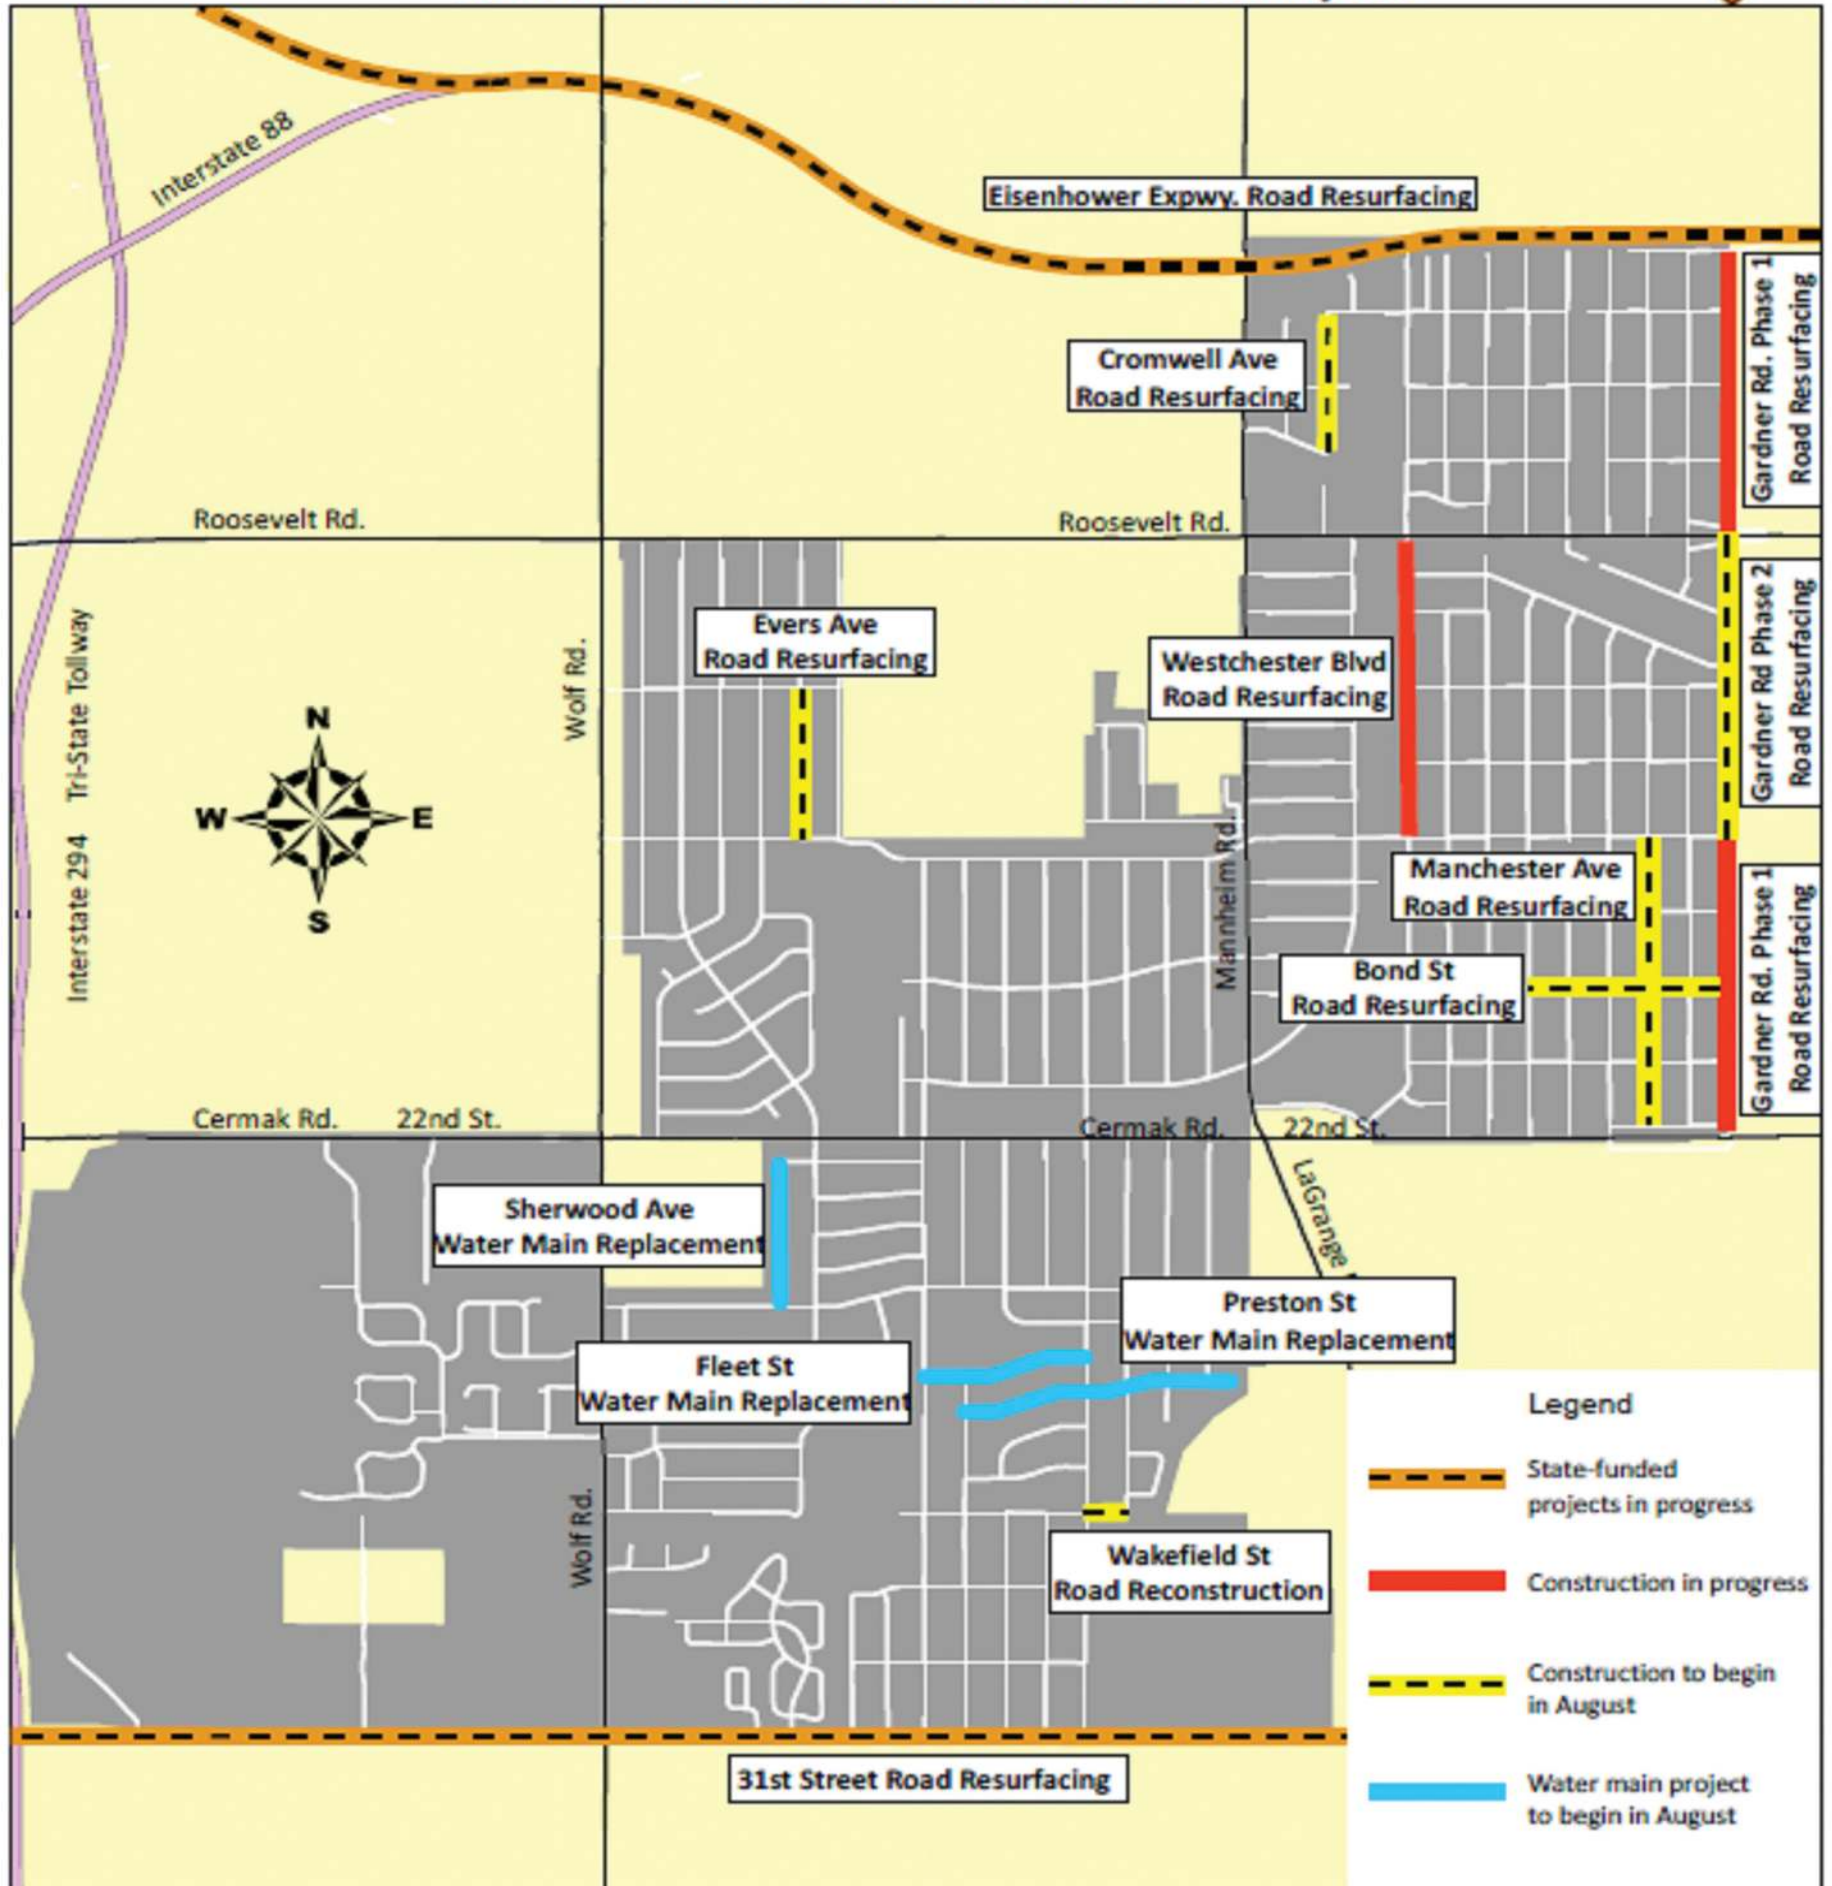 Interstate 88
Eisenhower Expwy. Road Resurfacing
Gardner Rd. Phase 1
Road Resurfacing
Cromwell Ave
Road Resurfacing
Roosevelt Rd.
Roosevelt Rd.
Interstate 294 Tri-State Tollway
Wolf Rd.
Evers Ave
Road Resurfacing
Westchester Blvd
Road Resurfacing
Gardner Rd Phase 2
Road Resurfacing
N
W
E
S
Mannheim Rd.
Manchester Ave
Road Resurfacing
Bond St
Road Resurfacing
Gardner Rd. Phase 1
Road Resurfacing
Cermak Rd. 22nd St.
Cermak Rd. 22nd St.
LaGrange
Sherwood Ave
Water Main Replacement
Preston St
Water Main Replacement
Fleet St
Water Main Replacement
Wolf Rd.
Wakefield St
Road Reconstruction
31st Street Road Resurfacing
Legend
State-funded
projects in progress
Construction in progress
Construction to begin
in August
Water main project
to begin in August